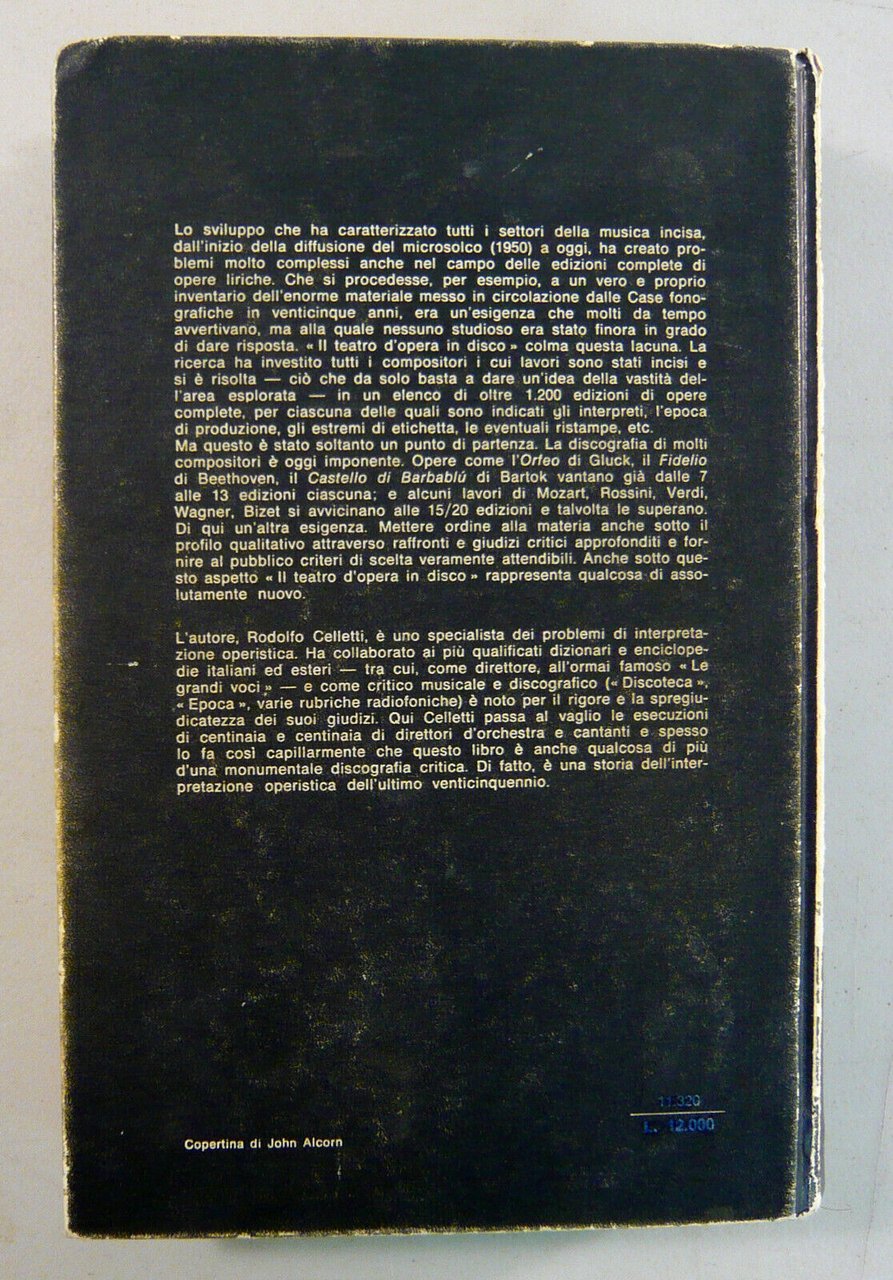 Lo sviluppo che ha caratterizzato tutti i settori della musica incisa,
dall'inizio della diffusione del microsolco (1950) a oggi, ha creato pro-
blemi molto complessi anche nel campo delle edizioni complete di
opere liriche. Che si procedesse, per esempio, a un vero e proprio
inventario dell'enorme materiale messo in circolazione dalle Case fono-
grafiche in venticinque anni, era un'esigenza che molti da tempo
avvertivano, ma alla quale nessuno studioso era stato finora in grado
di dare risposta. « Il teatro d'opera in disco » colma questa lacuna. La
ricerca ha investito tutti i compositori i cui lavori sono stati incisi e
si è risolta — ciò che da solo basta a dare un'idea della vastità del-
l'area esplorata — in un elenco di oltre 1.200 edizioni di opere
complete, per ciascuna delle quali sono indicati gli interpreti, l'epoca
di produzione, gli estremi di etichetta, le eventuali ristampe, etc.
Ma questo è stato soltanto un punto di partenza. La discografia di molti
compositori è oggi imponente. Opere come l'Orfeo di Gluck, il Fidelio
di Beethoven, il Castello di Barbablú di Bartok vantano già dalle 7
alle 13 edizioni ciascuna; e alcuni lavori di Mozart, Rossini, Verdi,
Wagner, Bizet si avvicinano alle 15/20 edizioni e talvolta le superano.
Di qui un'altra esigenza. Mettere ordine alla materia anche sotto il
profilo qualitativo attraverso raffronti e giudizi critici approfonditi e for-
nire al pubblico criteri di scelta veramente attendibili. Anche sotto que-
sto aspetto « Il teatro d'opera in disco » rappresenta qualcosa di asso-
lutamente nuovo.
L'autore, Rodolfo Celletti, è uno specialista dei problemi di interpreta-
zione operistica. Ha collaborato ai più qualificati dizionari e enciclope-
die italiani ed esteri — tra cui, come direttore, all'ormai famoso « Le
grandi voci » — e come critico musicale e discografico (« Discoteca »,
« Epoca », varie rubriche radiofoniche) è noto per il rigore e la spregiu-
dicatezza dei suoi giudizi. Qui Celletti passa al vaglio le esecuzioni
di centinaia e centinaia di direttori d'orchestra e cantanti e spesso
lo fa così capillarmente che questo libro è anche qualcosa di più
d'una monumentale discografia critica. Di fatto, è una storia dell'inter-
pretazione operistica dell'ultimo venticinquennio.
11.320
L. 12.000
Copertina di John Alcorn